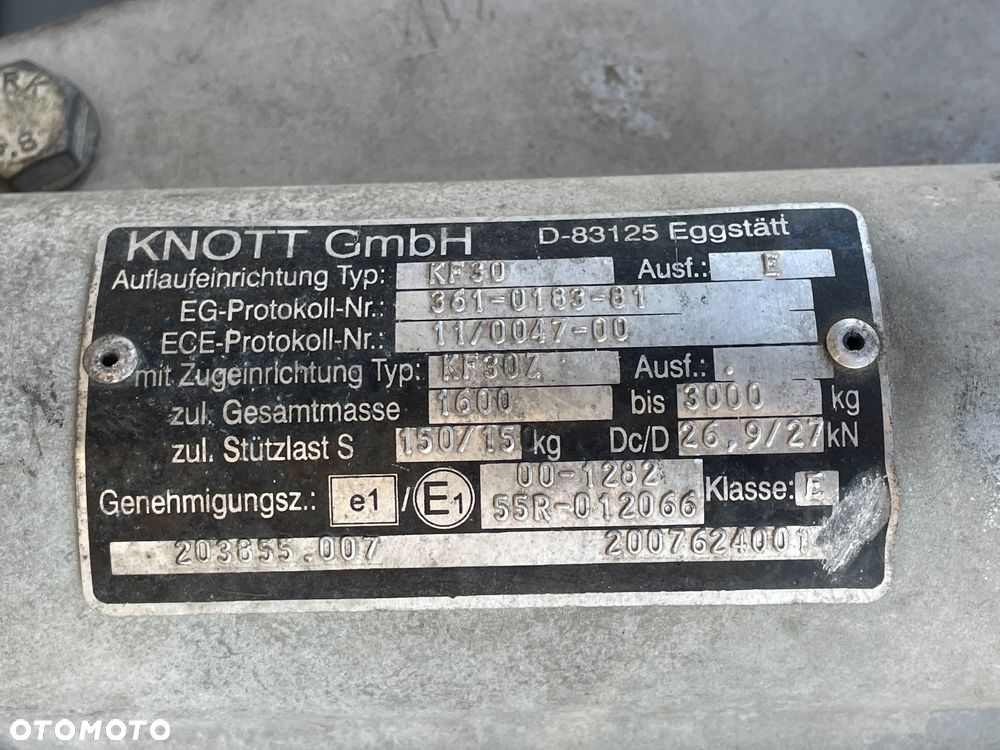 KNOTT GmbH D-83125 Eggstätt
Auflaufeinrichtung Typ: KF30 Ausf.: E
EG-Protokoll-Nr.: 361-0183-81
ECE-Protokoll-Nr.: 11/0047-00
mit Zugeinrichtung Typ: KF30Z Ausf.: .
zul. Gesamtmasse 1600 bis 3000 kg
zul. Stützlast S 150/15 kg Dc/D 26,9/27 kN
Genehmigungsz.: e1 / E1 00-1282 Klasse: E
55R-012066
203855.007 2007624001
OTOMOTO OTOMOTO